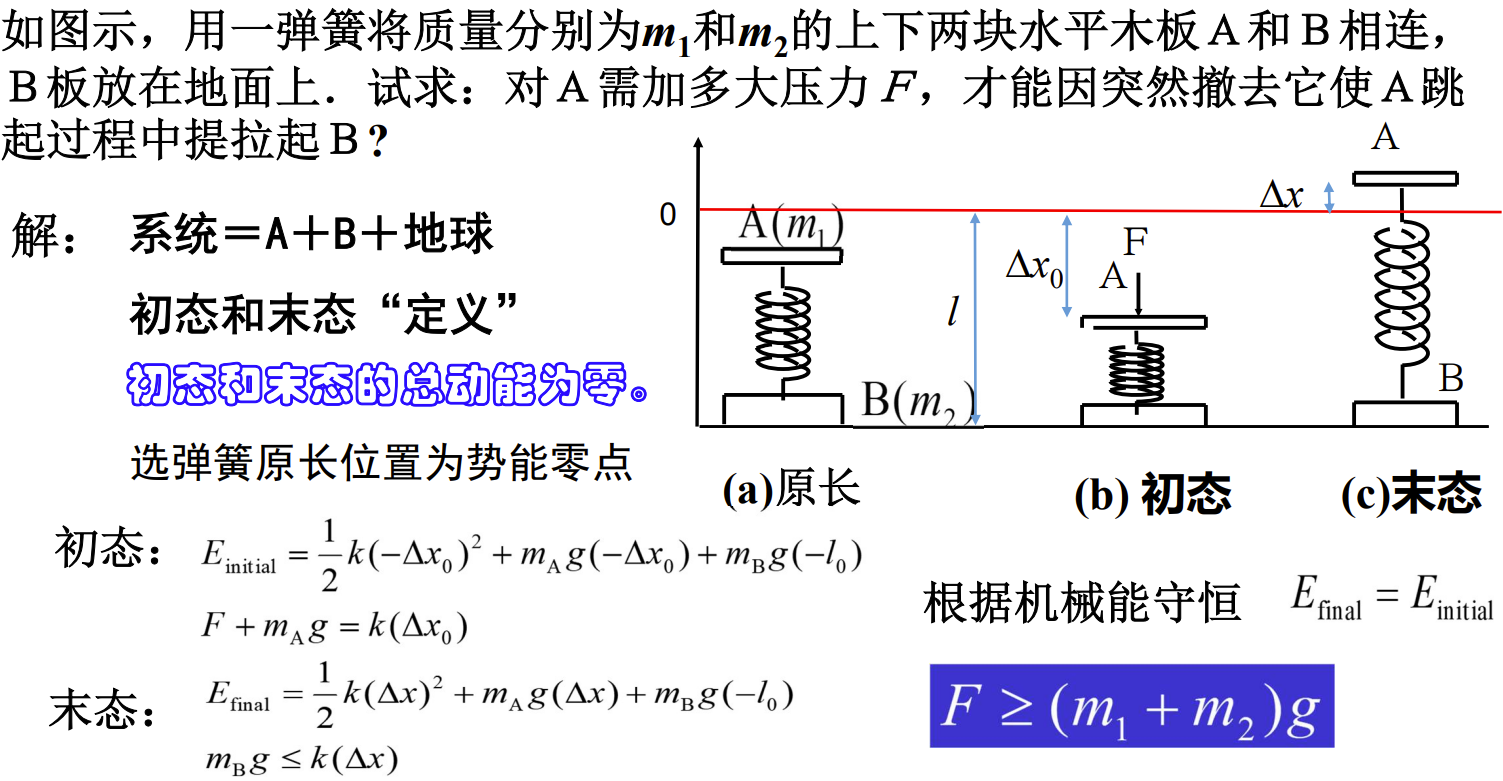 如图示，用一弹簧将质量分别为m₁和m₂的上下两块水平木板A和B相连，
B板放在地面上．试求：对A需加多大压力 F，才能因突然撤去它使A跳
起过程中提拉起B？
解： 系统＝A＋B＋地球
初态和末态“定义”
初态和末态的总动能为零。
选弹簧原长位置为势能零点
0
A(m₁)
B(m₂)
l
Δx₀
F
A
A
Δx
B
(a)原长
(b) 初态
(c)末态
初态： E_initial = 1/2 k(−Δx₀)² + m_A g(−Δx₀) + m_B g(−l₀)
F + m_A g = k(Δx₀)
末态： E_final = 1/2 k(Δx)² + m_A g(Δx) + m_B g(−l₀)
m_B g ≤ k(Δx)
根据机械能守恒 E_final = E_initial
F ≥ (m₁ + m₂)g